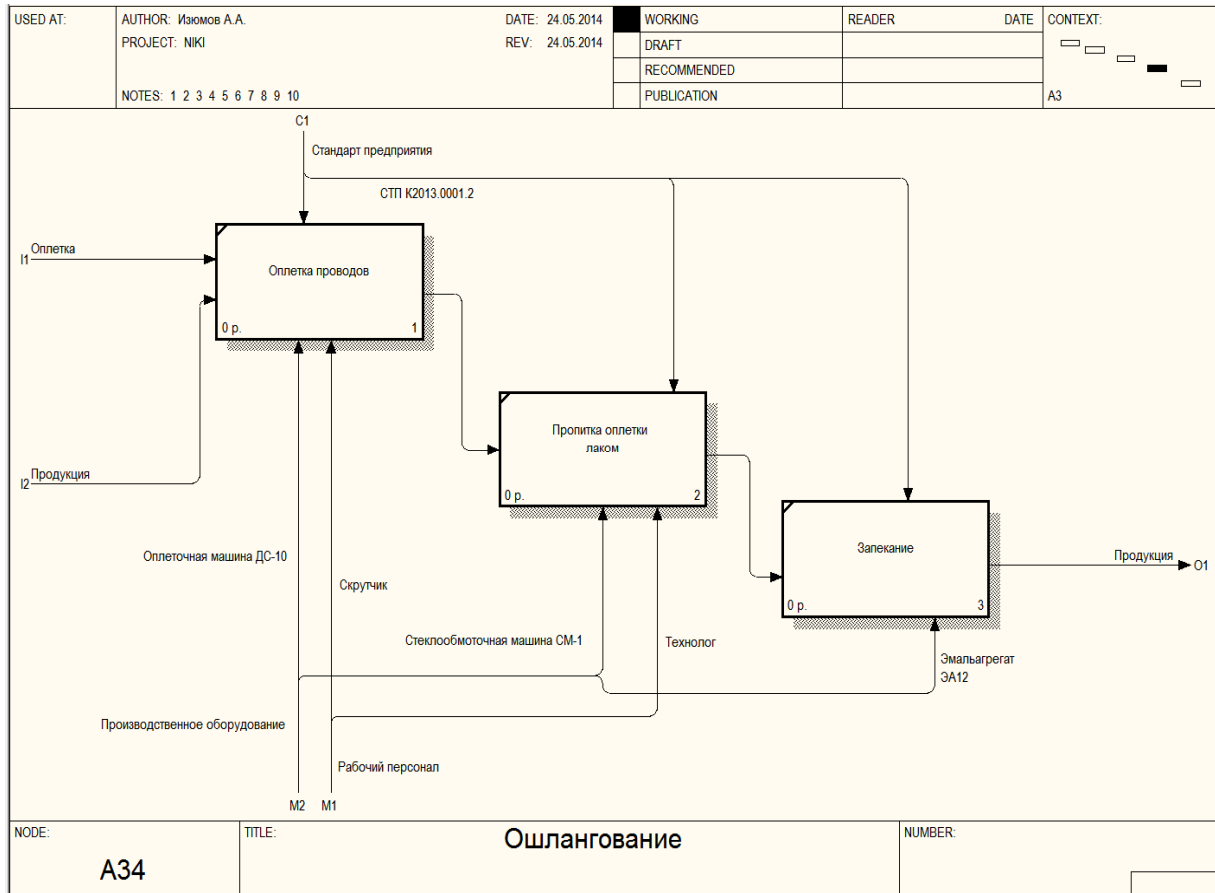 USED AT:
AUTHOR: Изюмов А.А.
DATE: 24.05.2014
PROJECT: NIKI
REV: 24.05.2014
NOTES: 1 2 3 4 5 6 7 8 9 10
WORKING
DRAFT
RECOMMENDED
PUBLICATION
READER
DATE
CONTEXT:
A3
C1
Стандарт предприятия
СТП К2013.0001.2
I1
Оплетка
Оплетка проводов
0 р.
1
I2
Продукция
Пропитка оплетки
лаком
0 р.
2
Запекание
0 р.
3
Продукция
O1
Оплеточная машина ДС-10
Скрутчик
Стеклообмоточная машина СМ-1
Технолог
Эмальагрегат
ЭА12
Производственное оборудование
Рабочий персонал
M2
M1
NODE:
A34
TITLE:
Ошлангование
NUMBER: